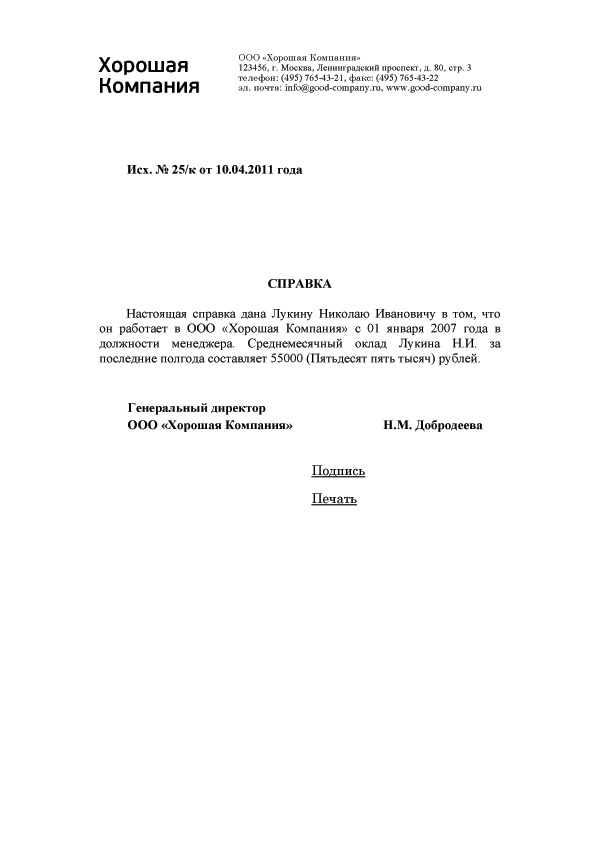 Хорошая
Компания
ООО «Хорошая Компания»
123456, г. Москва, Ленинградский проспект, д. 80, стр. 3
телефон: (495) 765-43-21, факс: (495) 765-43-22
эл. почта: info@good-company.ru, www.good-company.ru
Исх. № 25/к от 10.04.2011 года
СПРАВКА
Настоящая справка дана Лукину Николаю Ивановичу в том, что
он работает в ООО «Хорошая Компания» с 01 января 2007 года в
должности менеджера. Среднемесячный оклад Лукина Н.И. за
последние полгода составляет 55000 (Пятьдесят пять тысяч) рублей.
Генеральный директор
ООО «Хорошая Компания» Н.М. Добродеева
Подпись
Печать